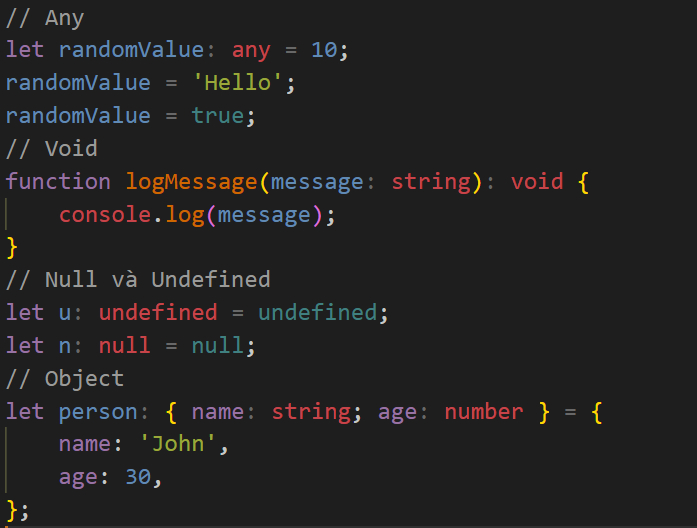 // Any
let randomValue: any = 10;
randomValue = 'Hello';
randomValue = true;
// Void
function logMessage(message: string): void {
    console.log(message);
}
// Null và Undefined
let u: undefined = undefined;
let n: null = null;
// Object
let person: { name: string; age: number } = {
    name: 'John',
    age: 30,
};